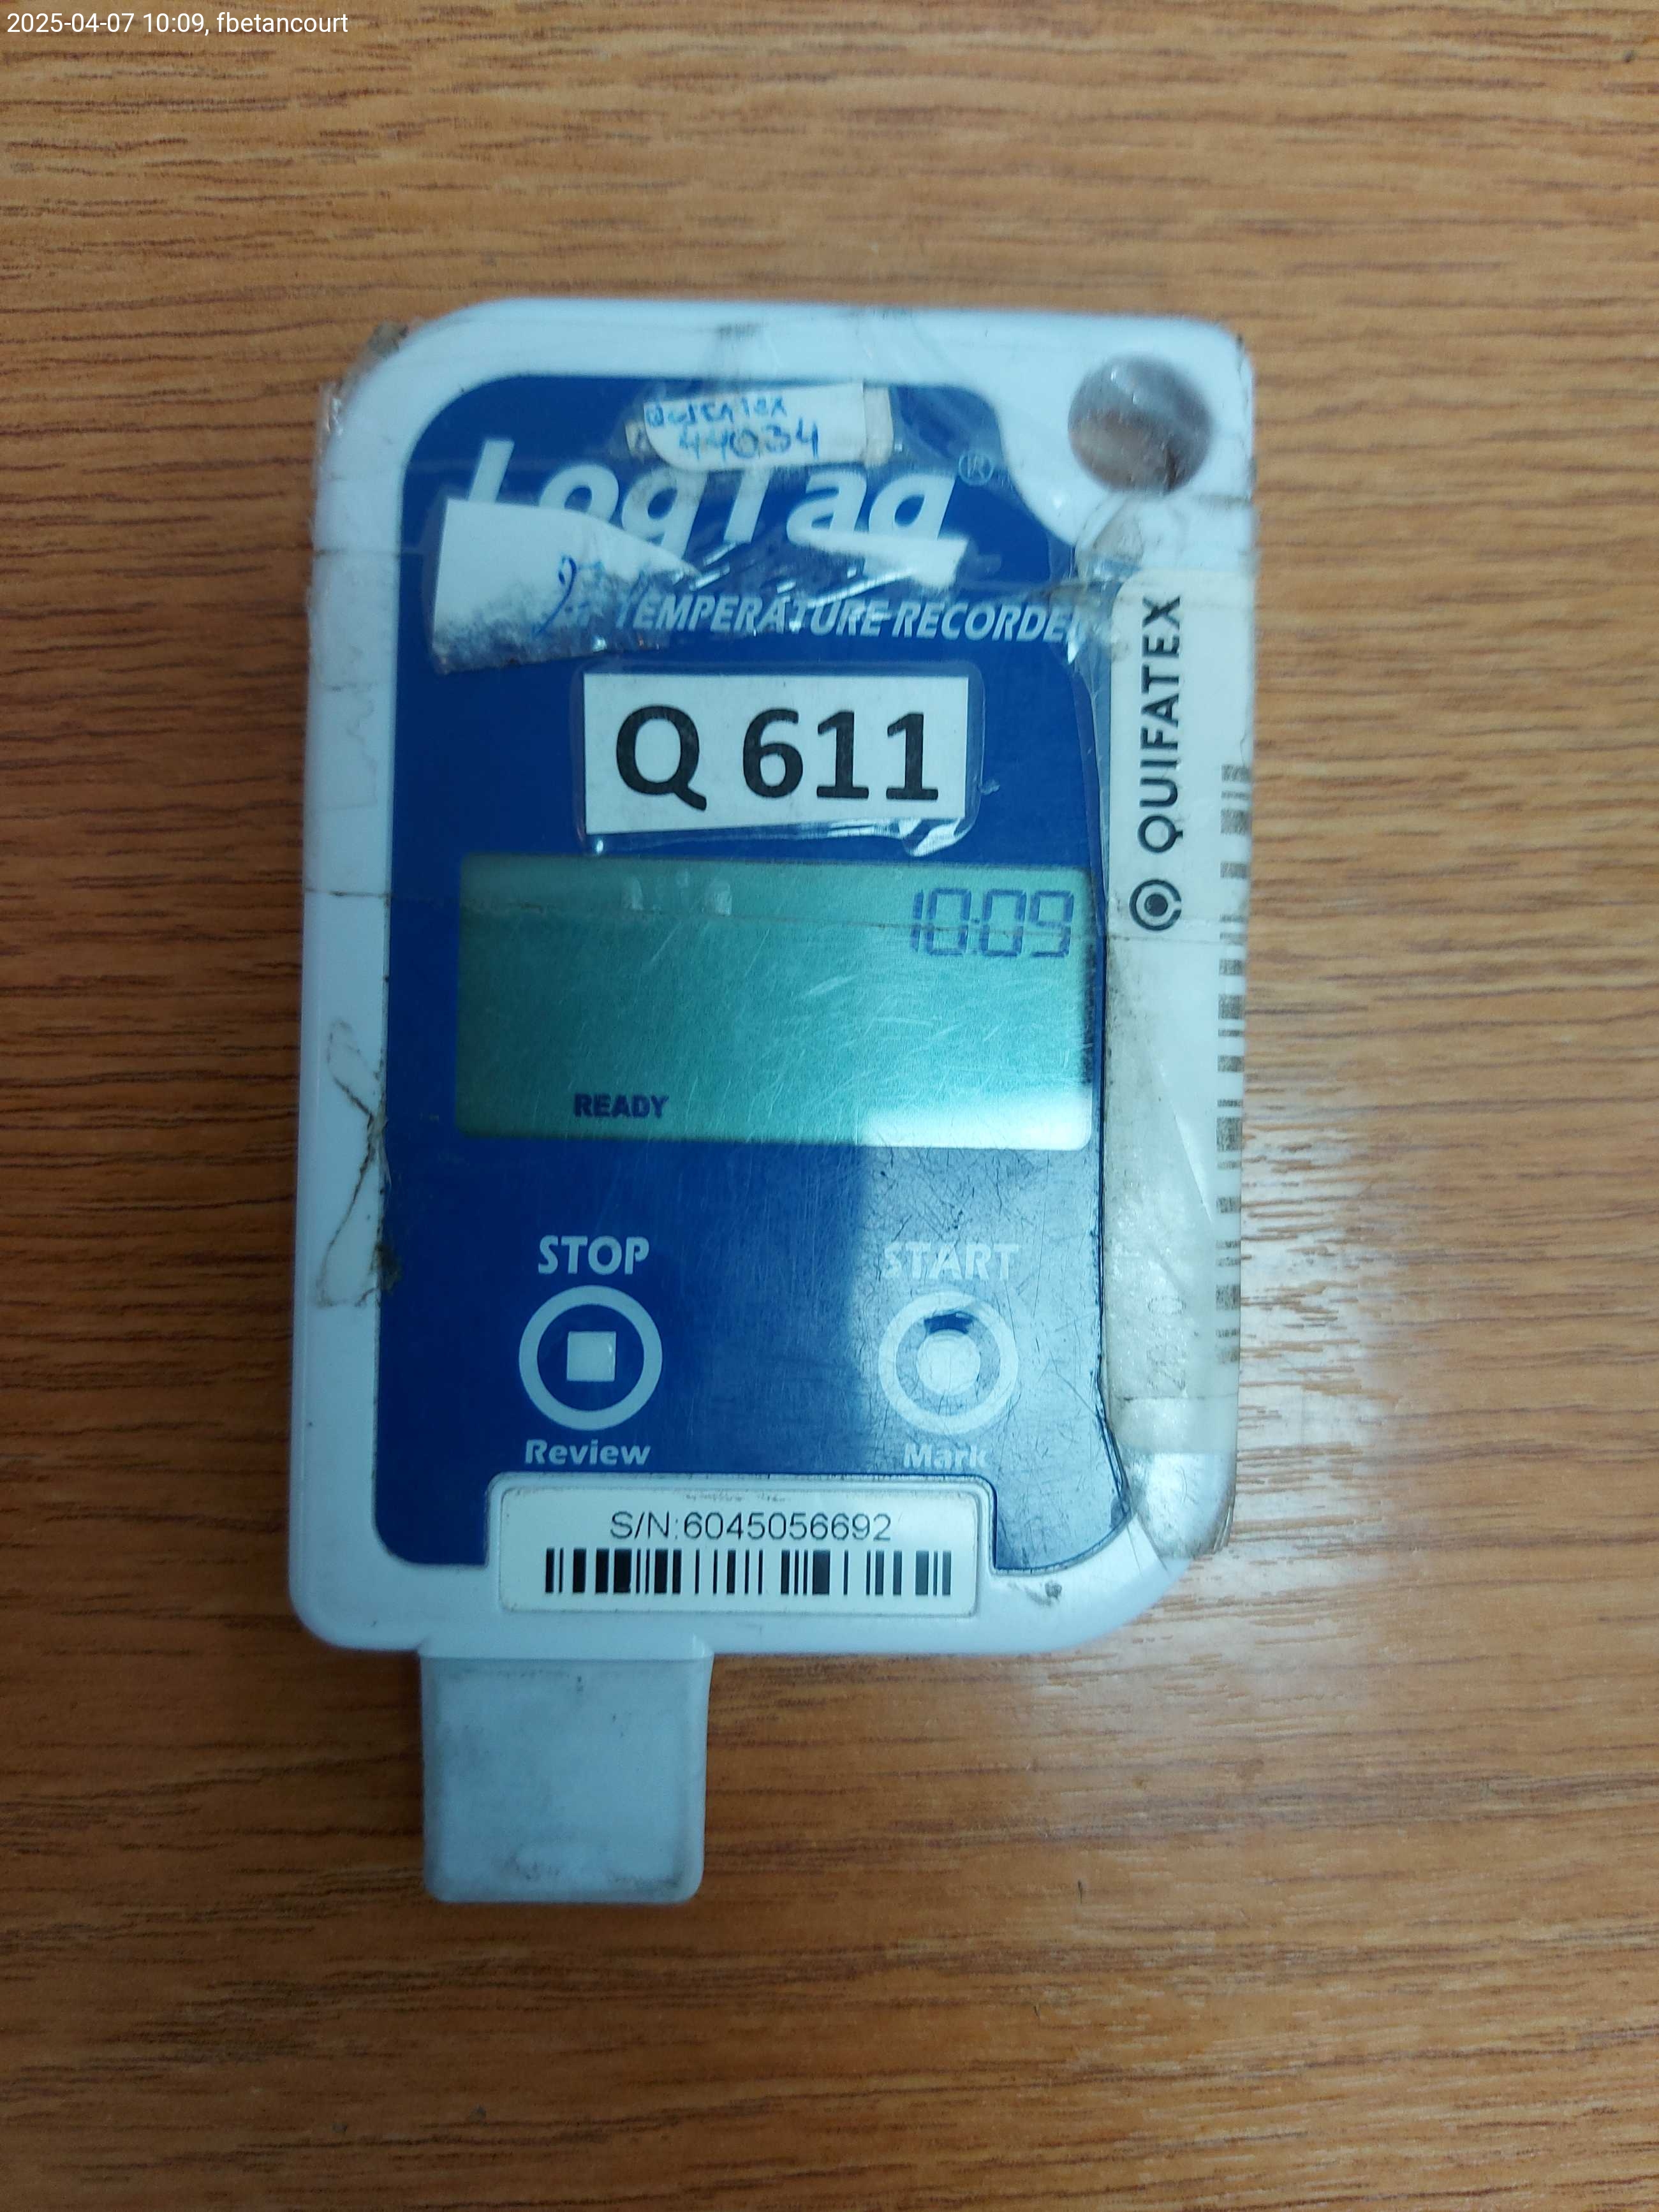 2025-04-07 10:09, fbetancourt
44034
LogTag®
TEMPERATURE RECORDER
QUIFATEX
Q 611
10:09
READY
STOP
START
Review
Mark
S/N:6045056692